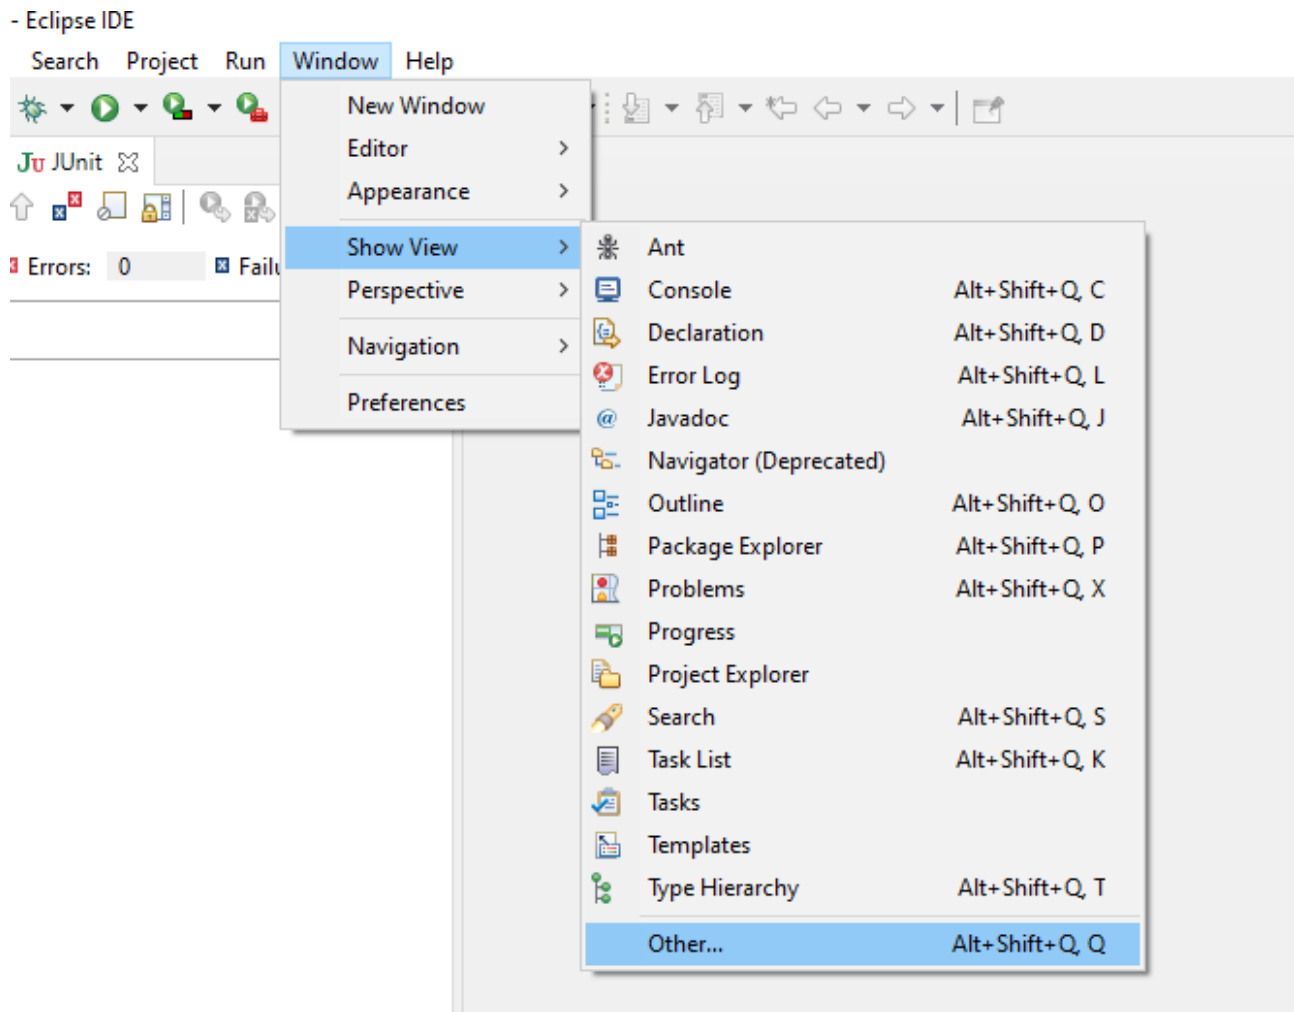 - Eclipse IDE
Search Project Run Window Help
New Window
Editor
Appearance
Show View
Perspective
Navigation
Preferences
JU JUnit
Errors: 0
Ant
Console Alt+Shift+Q, C
Declaration Alt+Shift+Q, D
Error Log Alt+Shift+Q, L
Javadoc Alt+Shift+Q, J
Navigator (Deprecated)
Outline Alt+Shift+Q, O
Package Explorer Alt+Shift+Q, P
Problems Alt+Shift+Q, X
Progress
Project Explorer
Search Alt+Shift+Q, S
Task List Alt+Shift+Q, K
Tasks
Templates
Type Hierarchy Alt+Shift+Q, T
Other... Alt+Shift+Q, Q